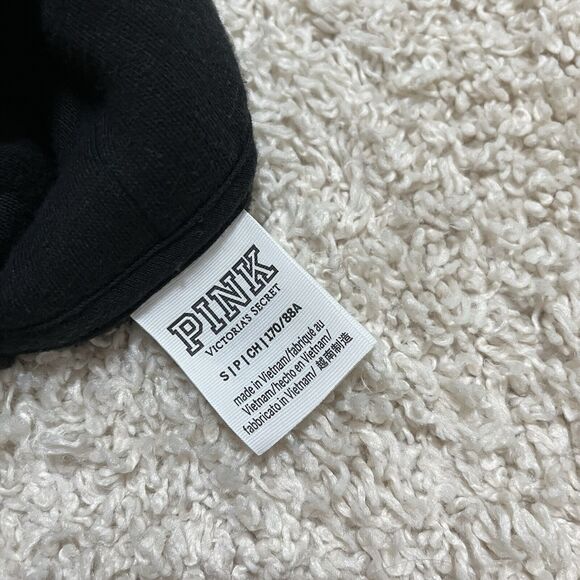 PINK
VICTORIA'S SECRET
S|P|CH|170/88A
made in Vietnam/fabriqué au
Vietnam/hecho en Vietnam/
fabbricato in Vietnam/ 越南制造